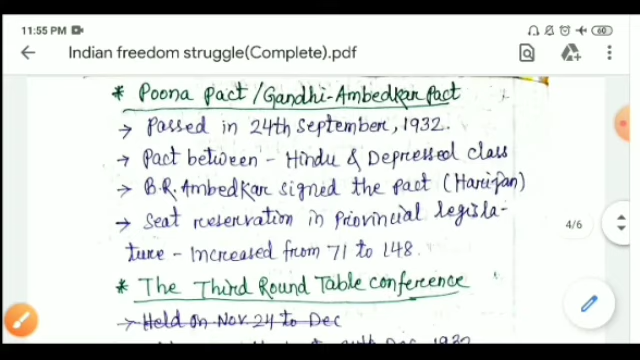 11:55 PM
60
Indian freedom struggle(Complete).pdf
* Poona pact/Gandhi-Ambedkar pact
→ Passed in 24th September, 1932.
→ Pact between - Hindu & Depressed class
→ B.R. Ambedkar signed the pact (Harijan)
→ Seat reservation in Provincial legisla-
ture - increased from 71 to 148.
4/6
* The Third Round Table conference
→ Held on Nov 24 to Dec